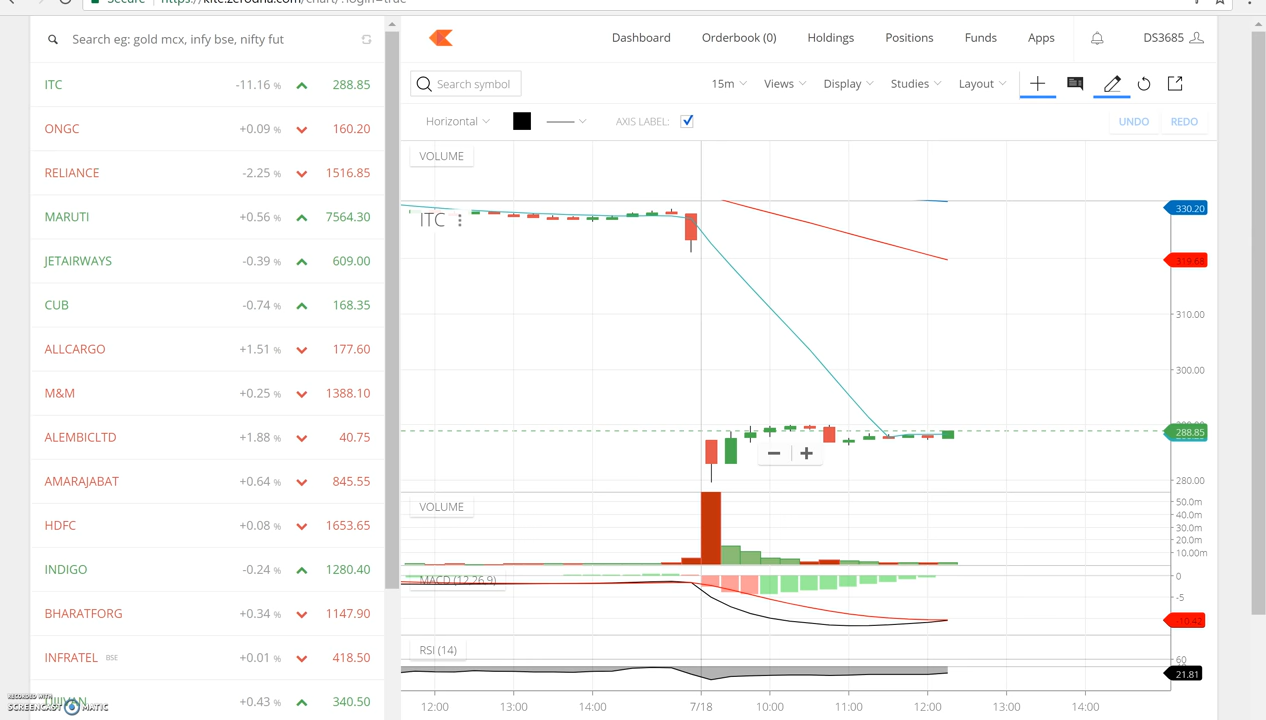 Secure https://kite.zerodha.com/chart/?login=true
Search eg: gold mcx, infy bse, nifty fut
Dashboard Orderbook (0) Holdings Positions Funds Apps DS3685
ITC -11.16 % 288.85
ONGC +0.09 % 160.20
RELIANCE -2.25 % 1516.85
MARUTI +0.56 % 7564.30
JETAIRWAYS -0.39 % 609.00
CUB -0.74 % 168.35
ALLCARGO +1.51 % 177.60
M&M +0.25 % 1388.10
ALEMBICLTD +1.88 % 40.75
AMARAJABAT +0.64 % 845.55
HDFC +0.08 % 1653.65
INDIGO -0.24 % 1280.40
BHARATFORG +0.34 % 1147.90
INFRATEL BSE +0.01 % 418.50
UJJIVAN +0.43 % 340.50
RECORDED WITH
SCREENCAST MATIC
Search symbol
15m Views Display Studies Layout
Horizontal AXIS LABEL: UNDO REDO
VOLUME
ITC
330.20
319.68
310.00
300.00
288.85
280.00
VOLUME
50.0m
40.0m
30.0m
20.0m
10.00m
MACD (12,26,9)
0
-5
-10.42
RSI (14)
60
21.81
12:00 13:00 14:00 7/18 10:00 11:00 12:00 13:00 14:00